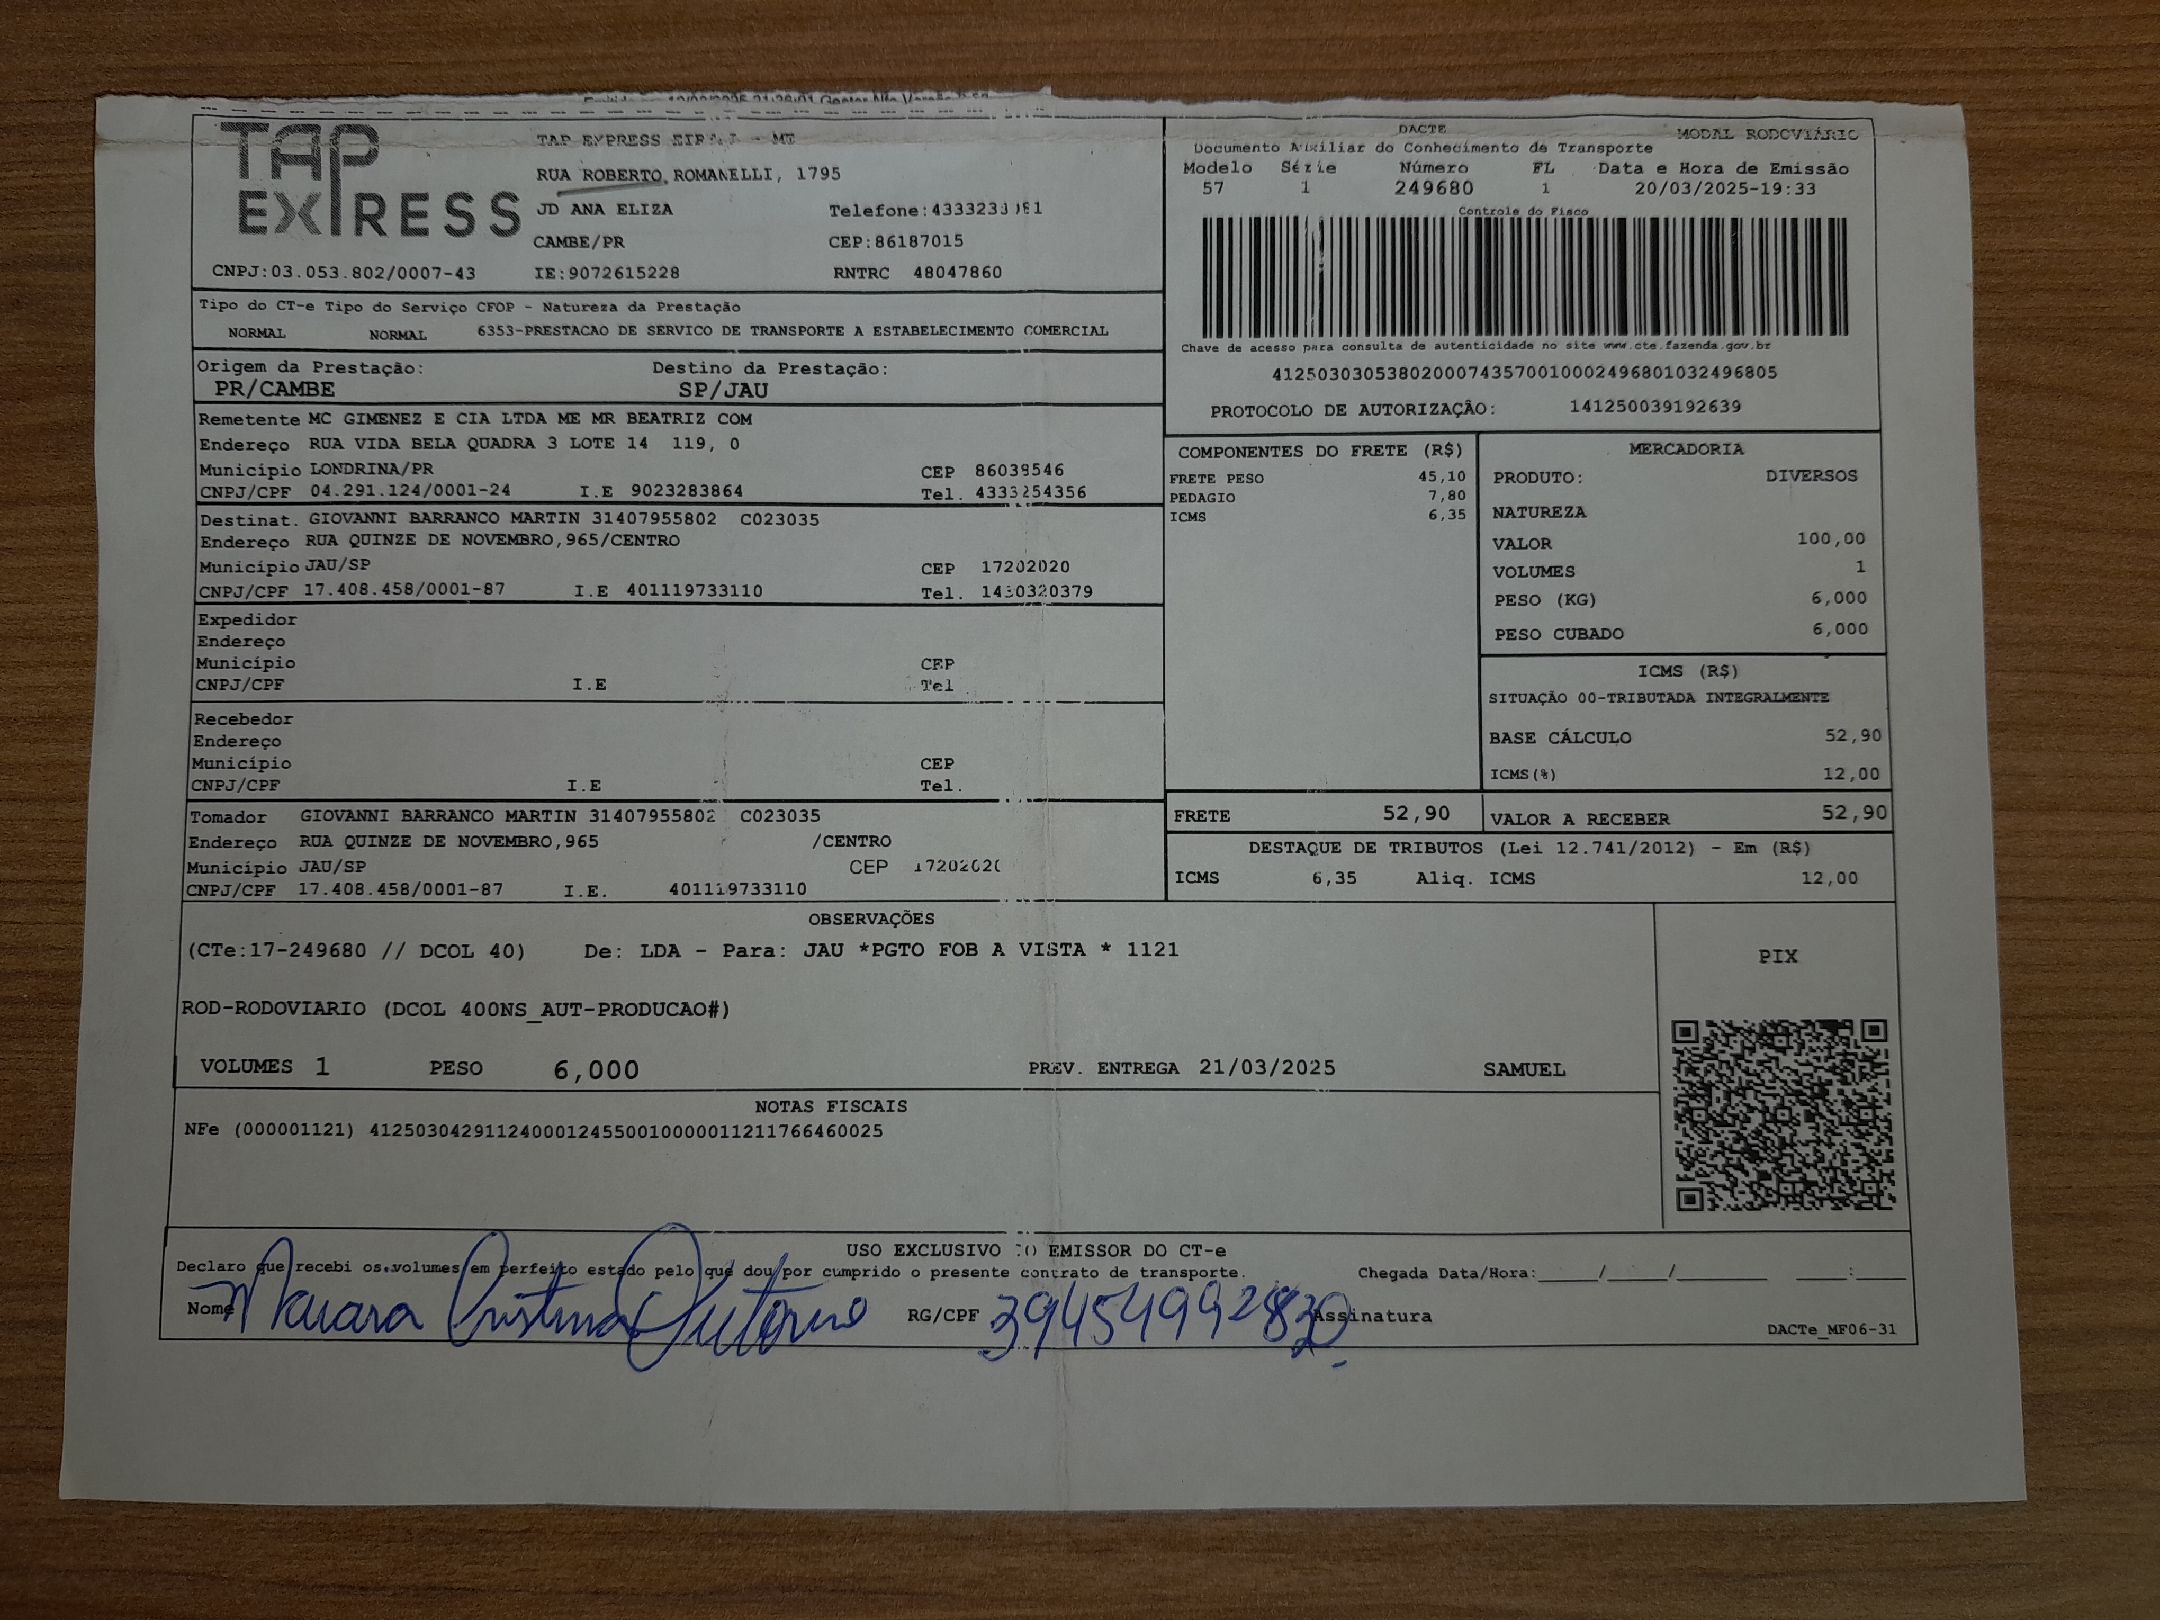 TAP EXPRESS
TAP EXPRESS - ME
RUA ROBERTO ROMANELLI, 1795
JD ANA ELIZA
CAMBE/PR CEP:86187015
CNPJ:03.053.802/0007-43 IE:9072615228 RNTRC 48047860
DACTE MODAL RODOVIÁRIO
Documento Auxiliar do Conhecimento de Transporte
Modelo Série Número FL Data e Hora de Emissão
57 1 249680 1 20/03/2025-19:33
Controle do Fisco
Chave de acesso para consulta de autenticidade no site www.cte.fazenda.gov.br
41250303053802000743570010002496801032496805
PROTOCOLO DE AUTORIZAÇÃO: 141250039192639
Tipo do CT-e Tipo do Serviço CFOP - Natureza da Prestação
NORMAL NORMAL 6353-PRESTACAO DE SERVICO DE TRANSPORTE A ESTABELECIMENTO COMERCIAL
Origem da Prestação: Destino da Prestação:
PR/CAMBE SP/JAU
Remetente MC GIMENEZ E CIA LTDA ME MR BEATRIZ COM
Endereço RUA VIDA BELA QUADRA 3 LOTE 14 119, 0
Município LONDRINA/PR CEP 86039546
CNPJ/CPF 04.291.124/0001-24 I.E 9023283864 Tel. 4333254356
Destinat. GIOVANNI BARRANCO MARTIN 31407955802 C023035
Endereço RUA QUINZE DE NOVEMBRO,965/CENTRO
Município JAU/SP CEP 17202020
CNPJ/CPF 17.408.458/0001-87 I.E 401119733110 Tel. 1430320379
Expedidor
Endereço
Município CEP
CNPJ/CPF I.E Tel
Recebedor
Endereço
Município CEP
CNPJ/CPF I.E Tel.
Tomador GIOVANNI BARRANCO MARTIN 31407955802 C023035
Endereço RUA QUINZE DE NOVEMBRO,965 /CENTRO
Município JAU/SP CEP 17202020
CNPJ/CPF 17.408.458/0001-87 I.E. 401119733110
COMPONENTES DO FRETE (R$)
FRETE PESO 45,10
PEDAGIO 7,80
ICMS 6,35
MERCADORIA
PRODUTO: DIVERSOS
NATUREZA
VALOR 100,00
VOLUMES 1
PESO (KG) 6,000
PESO CUBADO 6,000
ICMS (R$)
SITUAÇÃO 00-TRIBUTADA INTEGRALMENTE
BASE CÁLCULO 52,90
ICMS(%) 12,00
FRETE 52,90 VALOR A RECEBER 52,90
DESTAQUE DE TRIBUTOS (Lei 12.741/2012) - Em (R$)
ICMS 6,35 Aliq. ICMS 12,00
OBSERVAÇÕES
(CTe:17-249680 // DCOL 40) De: LDA - Para: JAU *PGTO FOB A VISTA * 1121
ROD-RODOVIARIO (DCOL 400NS_AUT-PRODUCAO#)
VOLUMES 1 PESO 6,000 PREV. ENTREGA 21/03/2025 SAMUEL
PIX
NOTAS FISCAIS
NFe (000001121) 41250304291124000124550010000011211766460025
USO EXCLUSIVO DO EMISSOR DO CT-e
Declaro que recebi os volumes em perfeito estado pelo que dou por cumprido o presente contrato de transporte. Chegada Data/Hora:_____/_____/_______ ____:____
Nome RG/CPF Assinatura
DACTe_MF06-31